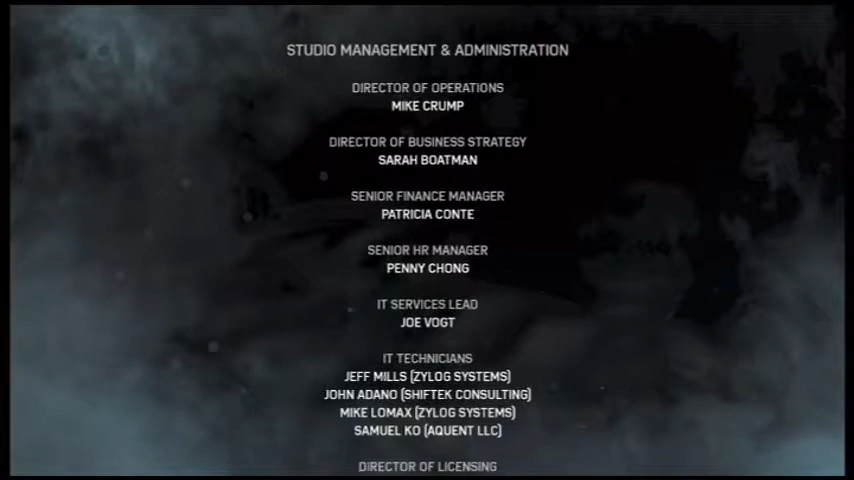 STUDIO MANAGEMENT & ADMINISTRATION
DIRECTOR OF OPERATIONS
MIKE CRUMP
DIRECTOR OF BUSINESS STRATEGY
SARAH BOATMAN
SENIOR FINANCE MANAGER
PATRICIA CONTE
SENIOR HR MANAGER
PENNY CHONG
IT SERVICES LEAD
JOE VOGT
IT TECHNICIANS
JEFF MILLS (ZYLOG SYSTEMS)
JOHN ADANO (SHIFTEK CONSULTING)
MIKE LOMAX (ZYLOG SYSTEMS)
SAMUEL KO (AQUENT LLC)
DIRECTOR OF LICENSING